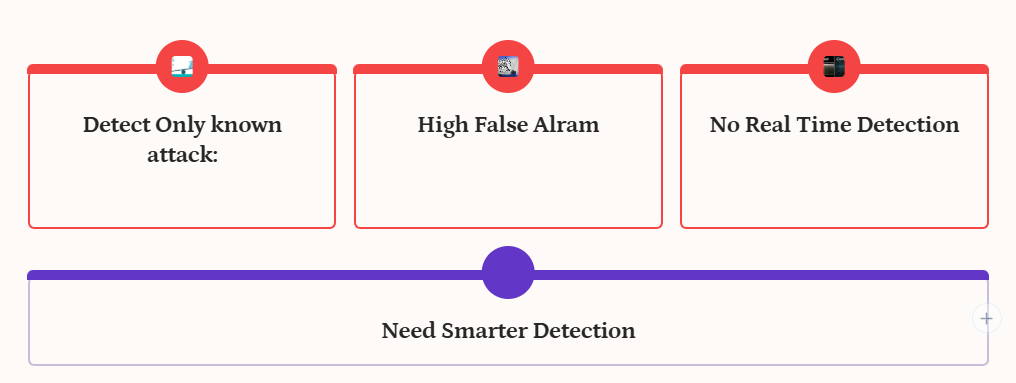 Detect Only known
attack:
High False Alram
No Real Time Detection
Need Smarter Detection